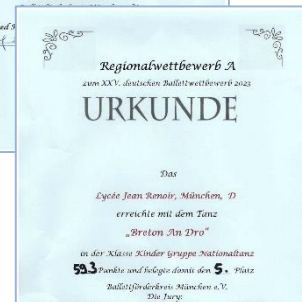 Regionalwettbewerb A
zum XXV. deutschen Ballettwettbewerb 2023
URKUNDE
Das
Lycée Jean Renoir, München, D
erreichte mit dem Tanz
„Breton An Dro"
in der Klasse Kinder Gruppe Nationaltanz
59.3 Punkte und belegte damit den 5. Platz
Ballettförderkreis München e.V.
Die Jury: